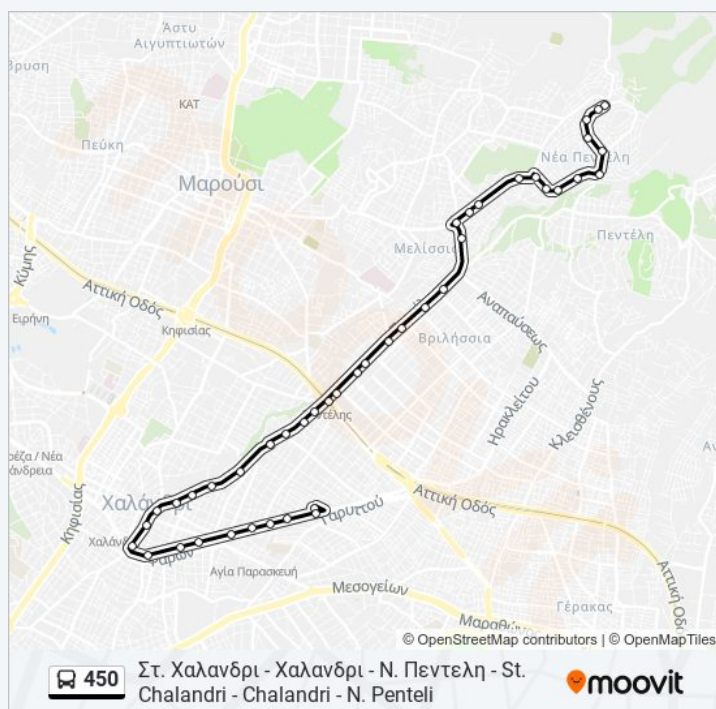 Άστυ
Αιγυπτιωτών
ΚΑΤ
Πεύκη
Μαρούσι
Νέα Πεντέλη
Πεντέλη
Μελίσσια
Κύμης
Αττική Οδός
Ειρήνη
Κηφισίας
Αναπαύσεως
Βριλήσσια
Ηρακλείτου
Κλεισθένους
Κηφισίας
Χαλάνδρι
Γαρυττού
Αττική Οδός
Αγία Παρασκευή
Μεσογείων
Γέρακας
© OpenStreetMap contributors | © OpenMapTiles
450
Στ. Χαλανδρι - Χαλανδρι - Ν. Πεντελη - St.
Chalandri - Chalandri - N. Penteli
moovit